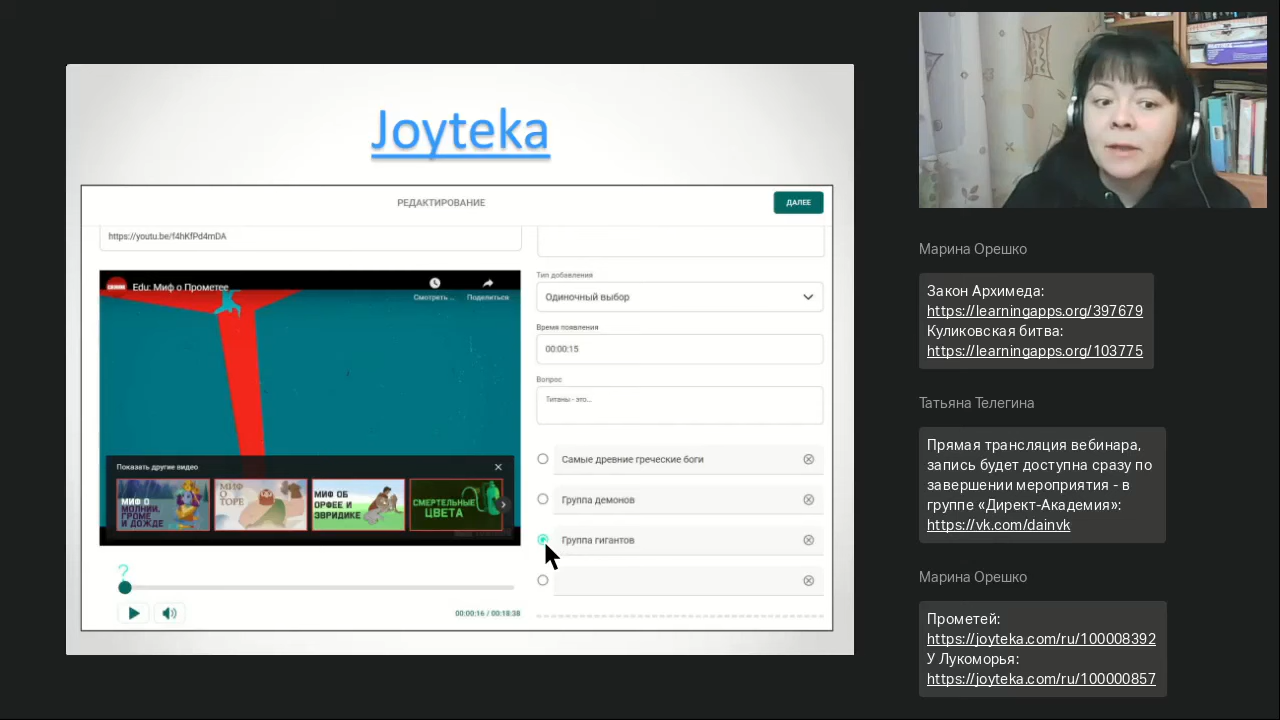 Joyteka
РЕДАКТИРОВАНИЕ
ДАЛЕЕ
https://youtu.be/f4hKfPd4mDA
Edu: Миф о Прометее
Смотреть ...
Поделиться
Показать другие видео
МИФ О
МОЛНИИ,
ГРОМЕ
И ДОЖДЕ
МИФ
О
ТОРЕ
МИФ ОБ
ОРФЕЕ И
ЭВРИДИКЕ
СМЕРТЕЛЬНЫЕ
ЦВЕТА
?
00:00:16 / 00:18:38
Тип добавления
Одиночный выбор
Время появления
00:00:15
Вопрос
Титаны - это...
Самые древние греческие боги
Группа демонов
Группа гигантов
Марина Орешко
Закон Архимеда:
https://learningapps.org/397679
Куликовская битва:
https://learningapps.org/103775
Татьяна Телегина
Прямая трансляция вебинара,
запись будет доступна сразу по
завершении мероприятия - в
группе «Директ-Академия»:
https://vk.com/dainvk
Марина Орешко
Прометей:
https://joyteka.com/ru/100008392
У Лукоморья:
https://joyteka.com/ru/100000857